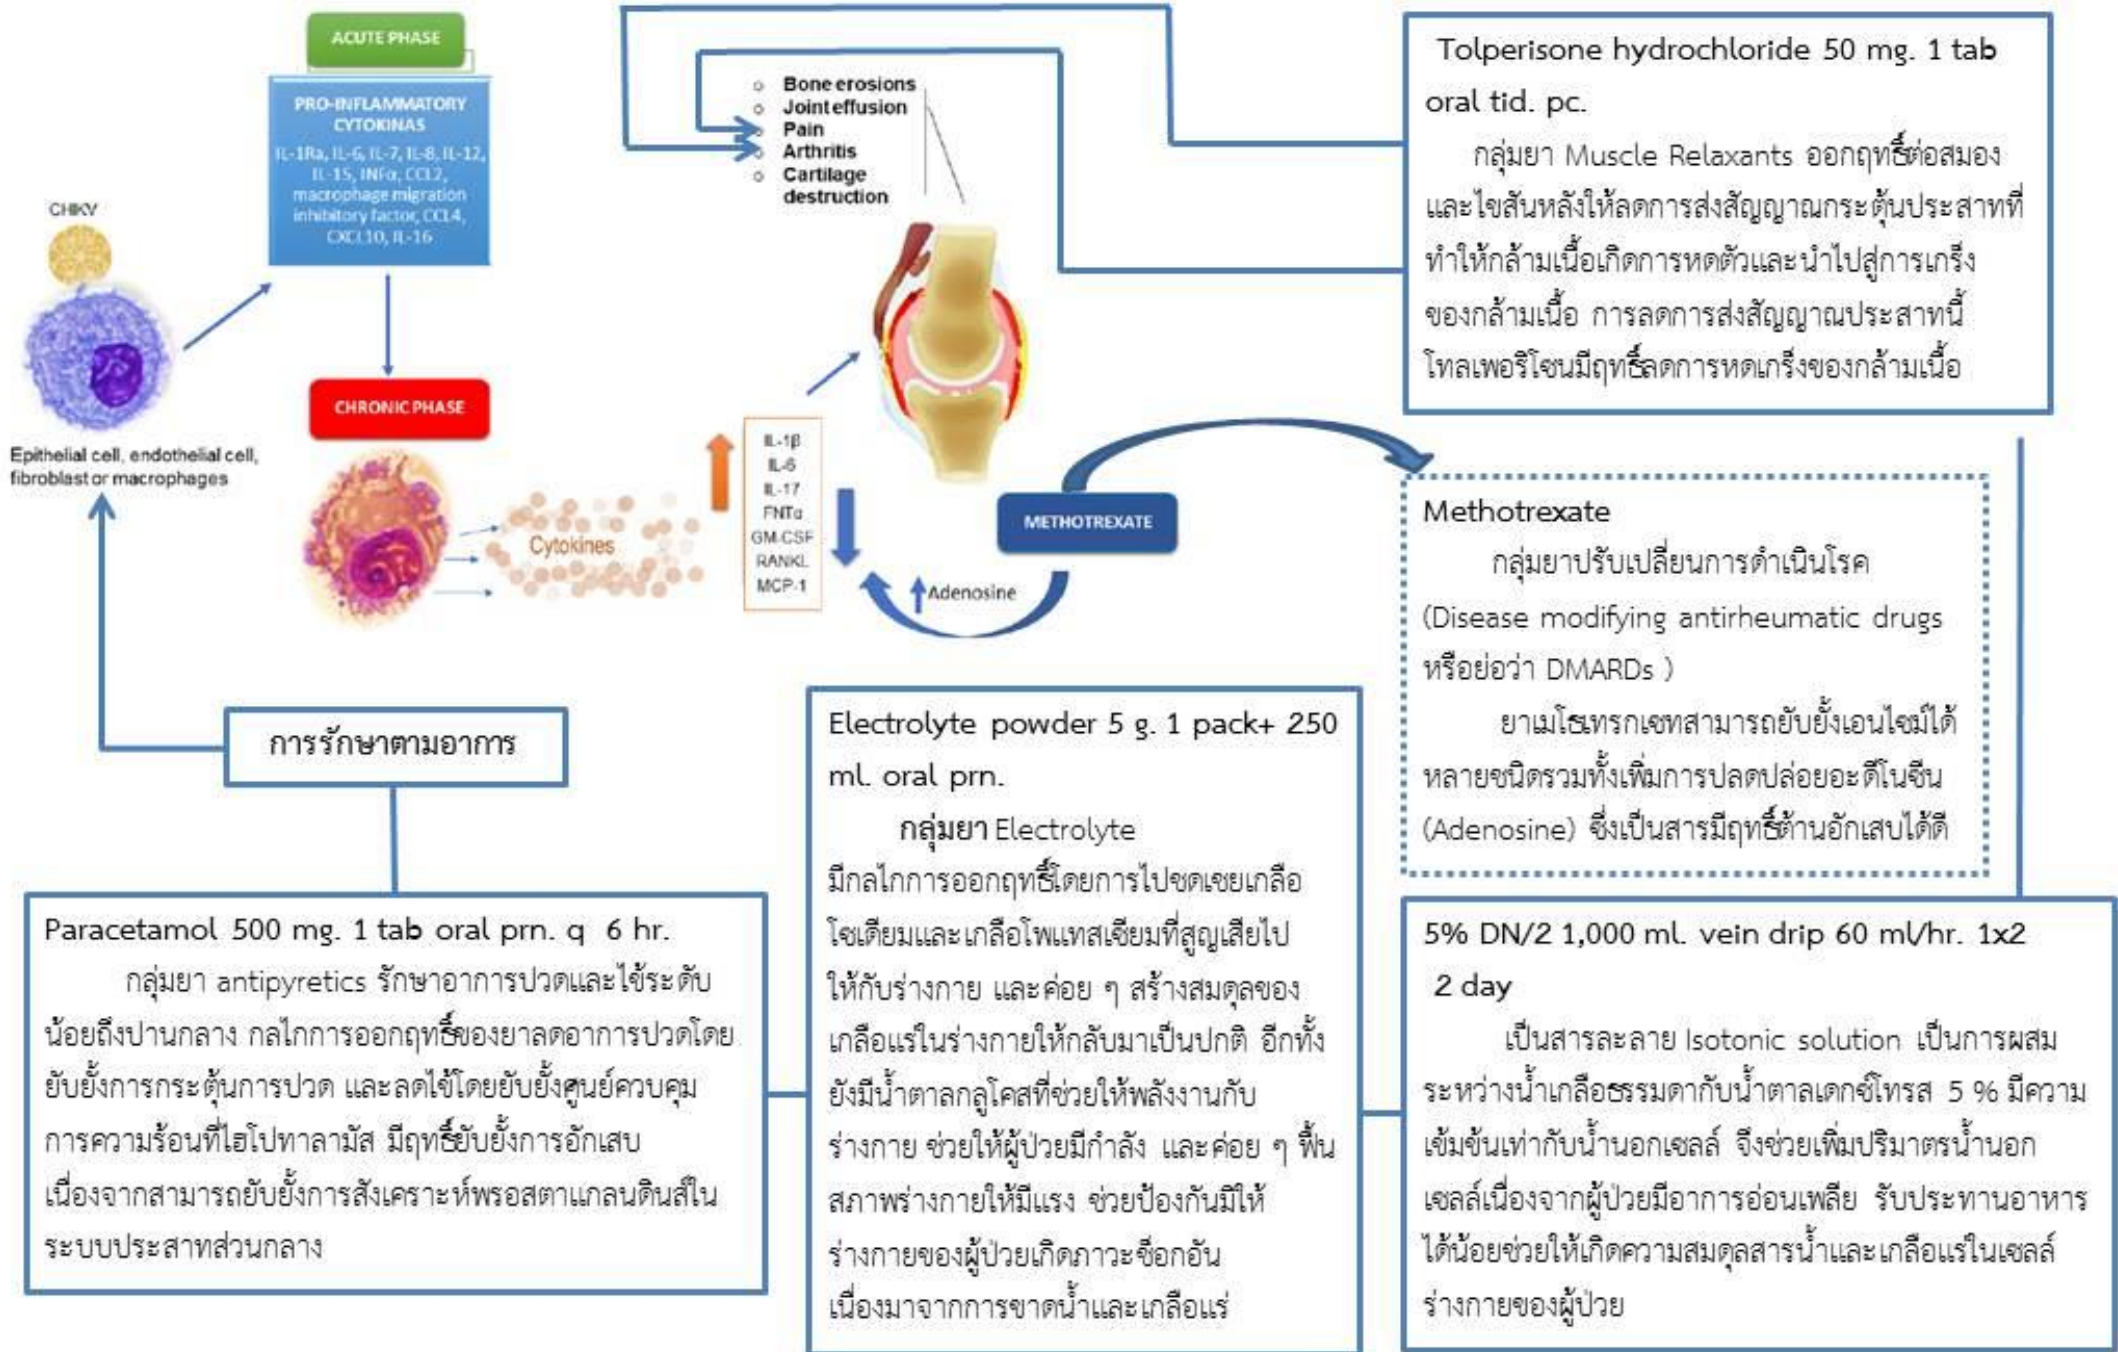 ACUTE PHASE
PRO-INFLAMMATORY
CYTOKINAS
IL-1Ra, IL-6, IL-7, IL-8, IL-12,
IL-15, INFα, CCL2,
macrophage migration
inhibitory factor, CCL4,
CXCL10, IL-16
CHIKV
Epithelial cell, endothelial cell,
fibroblast or macrophages
CHRONIC PHASE
Cytokines
IL-1β
IL-6
IL-17
FNTα
GM-CSF
RANKL
MCP-1
Adenosine
METHOTREXATE
Bone erosions
Joint effusion
Pain
Arthritis
Cartilage
destruction
Tolperisone hydrochloride 50 mg. 1 tab
oral tid. pc.
กลุ่มยา Muscle Relaxants ออกฤทธิ์ต่อสมอง
และไขสันหลังให้ลดการส่งสัญญาณกระตุ้นประสาทที่
ทำให้กล้ามเนื้อเกิดการหดตัวและนำไปสู่การเกร็ง
ของกล้ามเนื้อ การลดการส่งสัญญาณประสาทนี้
โทลเพอริโซนมีฤทธิ์ลดการหดเกร็งของกล้ามเนื้อ
Methotrexate
กลุ่มยาปรับเปลี่ยนการดำเนินโรค
(Disease modifying antirheumatic drugs
หรือย่อว่า DMARDs )
ยาเมโธเทรกเซทสามารถยับยั้งเอนไซม์ได้
หลายชนิดรวมทั้งเพิ่มการปลดปล่อยอะดีโนซีน
(Adenosine) ซึ่งเป็นสารมีฤทธิ์ต้านอักเสบได้ดี
การรักษาตามอาการ
Paracetamol 500 mg. 1 tab oral prn. q 6 hr.
กลุ่มยา antipyretics รักษาอาการปวดและไข้ระดับ
น้อยถึงปานกลาง กลไกการออกฤทธิ์ของยาลดอาการปวดโดย
ยับยั้งการกระตุ้นการปวด และลดไข้โดยยับยั้งศูนย์ควบคุม
การความร้อนที่ไฮโปทาลามัส มีฤทธิ์ยับยั้งการอักเสบ
เนื่องจากสามารถยับยั้งการสังเคราะห์พรอสตาแกลนดินส์ใน
ระบบประสาทส่วนกลาง
Electrolyte powder 5 g. 1 pack+ 250
ml. oral prn.
กลุ่มยา Electrolyte
มีกลไกการออกฤทธิ์โดยการไปชดเชยเกลือ
โซเดียมและเกลือโพแทสเซียมที่สูญเสียไป
ให้กับร่างกาย และค่อย ๆ สร้างสมดุลของ
เกลือแร่ในร่างกายให้กลับมาเป็นปกติ อีกทั้ง
ยังมีน้ำตาลกลูโคสที่ช่วยให้พลังงานกับ
ร่างกาย ช่วยให้ผู้ป่วยมีกำลัง และค่อย ๆ ฟื้น
สภาพร่างกายให้มีแรง ช่วยป้องกันมิให้
ร่างกายของผู้ป่วยเกิดภาวะช็อกอัน
เนื่องมาจากการขาดน้ำและเกลือแร่
5% DN/2 1,000 ml. vein drip 60 ml/hr. 1x2
2 day
เป็นสารละลาย Isotonic solution เป็นการผสม
ระหว่างน้ำเกลือธรรมดากับน้ำตาลเดกซ์โทรส 5 % มีความ
เข้มข้นเท่ากับน้ำนอกเซลล์ จึงช่วยเพิ่มปริมาตรน้ำนอก
เซลล์เนื่องจากผู้ป่วยมีอาการอ่อนเพลีย รับประทานอาหาร
ได้น้อยช่วยให้เกิดความสมดุลสารน้ำและเกลือแร่ในเซลล์
ร่างกายของผู้ป่วย